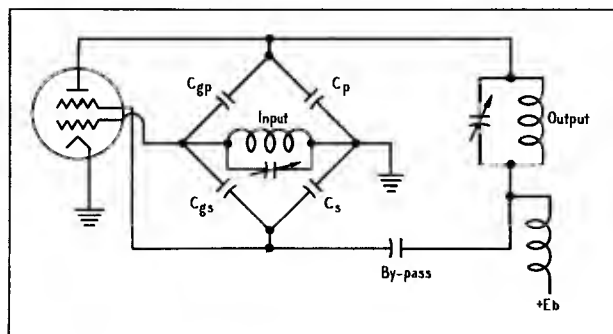 Cgp
Cp
Input
Output
Cgs
Cs
By-pass
+Eb